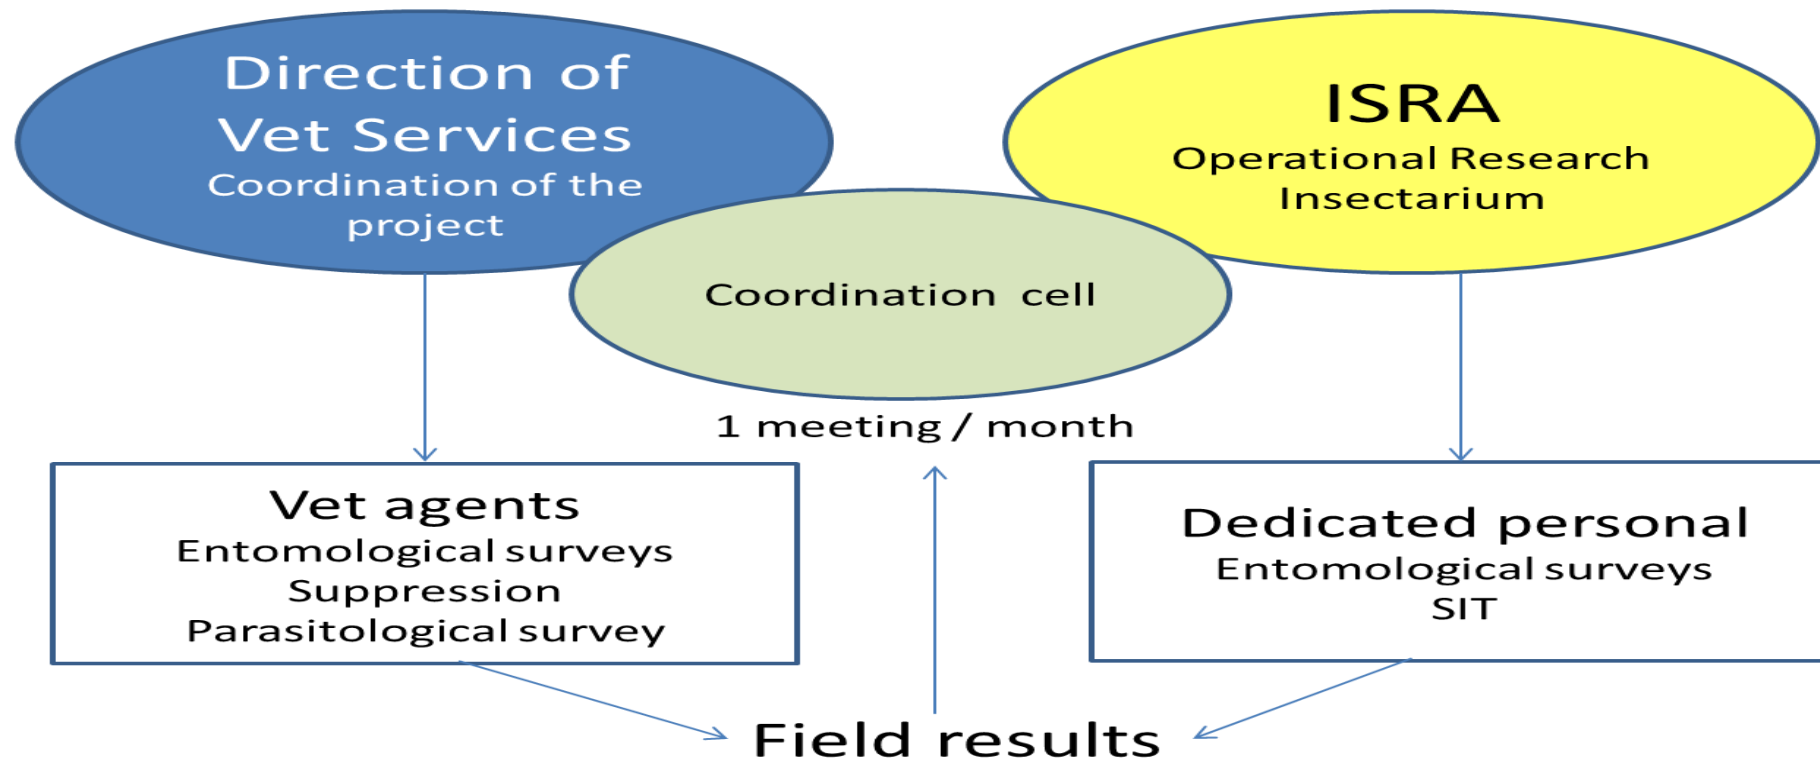 Direction of
Vet Services
Coordination of the
project
ISRA
Operational Research
Insectarium
Coordination cell
1 meeting / month
Vet agents
Entomological surveys
Suppression
Parasitological survey
Dedicated personal
Entomological surveys
SIT
Field results